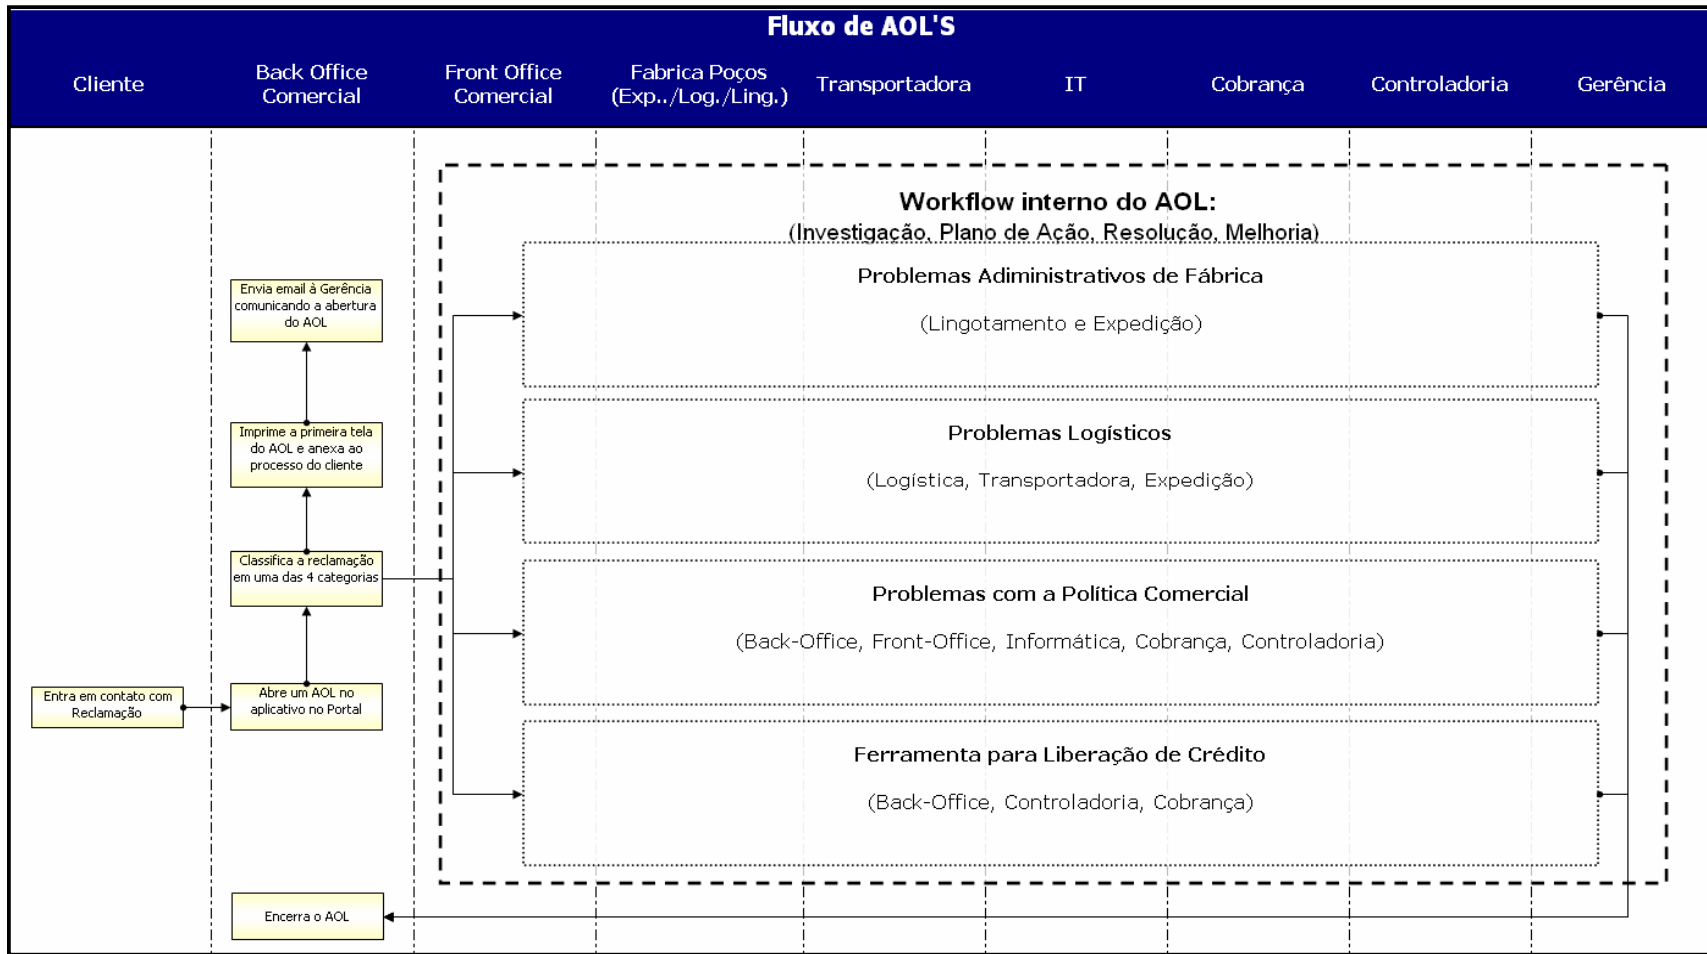 Fluxo de AOL'S
Cliente
Back Office
Comercial
Front Office
Comercial
Fabrica Poços
(Exp../Log./Ling.)
Transportadora
IT
Cobrança
Controladoria
Gerência
Workflow interno do AOL:
(Investigação, Plano de Ação, Resolução, Melhoria)
Problemas Adiministrativos de Fábrica
(Lingotamento e Expedição)
Envia email à Gerência
comunicando a abertura
do AOL
Imprime a primeira tela
do AOL e anexa ao
processo do cliente
Problemas Logísticos
(Logística, Transportadora, Expedição)
Classifica a reclamação
em uma das 4 categorias
Problemas com a Política Comercial
(Back-Office, Front-Office, Informática, Cobrança, Controladoria)
Entra em contato com
Reclamação
Abre um AOL no
aplicativo no Portal
Ferramenta para Liberação de Crédito
(Back-Office, Controladoria, Cobrança)
Encerra o AOL